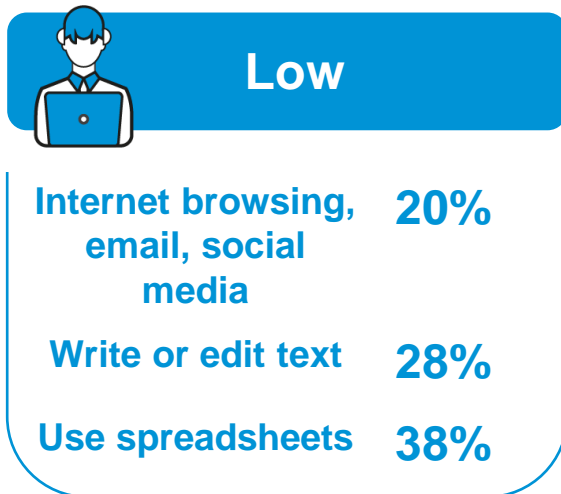 Low
Internet browsing, 20%
email, social
media
Write or edit text 28%
Use spreadsheets 38%